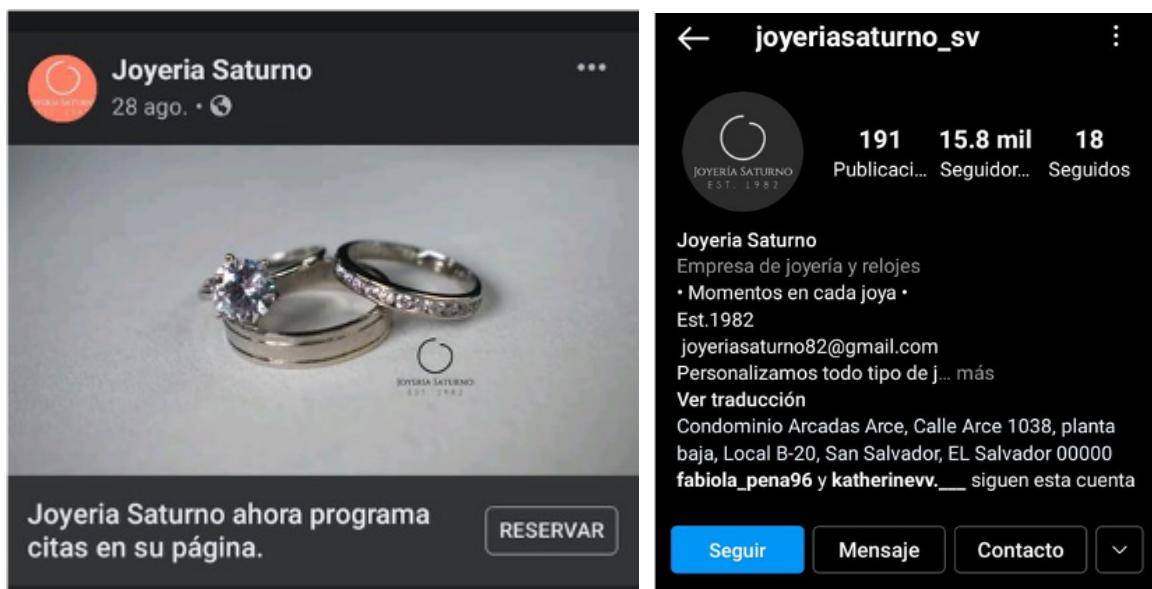 Joyeria Saturno
28 ago. •
JOYERÍA SATURNO
EST. 1982
Joyeria Saturno ahora programa
citas en su página.
RESERVAR
joyeriasaturno_sv
JOYERÍA SATURNO
EST. 1982
191
15.8 mil
18
Publicaci...
Seguidor...
Seguidos
Joyeria Saturno
Empresa de joyería y relojes
• Momentos en cada joya •
Est.1982
joyeriasaturno82@gmail.com
Personalizamos todo tipo de j... más
Ver traducción
Condominio Arcadas Arce, Calle Arce 1038, planta
baja, Local B-20, San Salvador, EL Salvador 00000
fabiola_pena96 y katherinevv.___ siguen esta cuenta
Seguir
Mensaje
Contacto